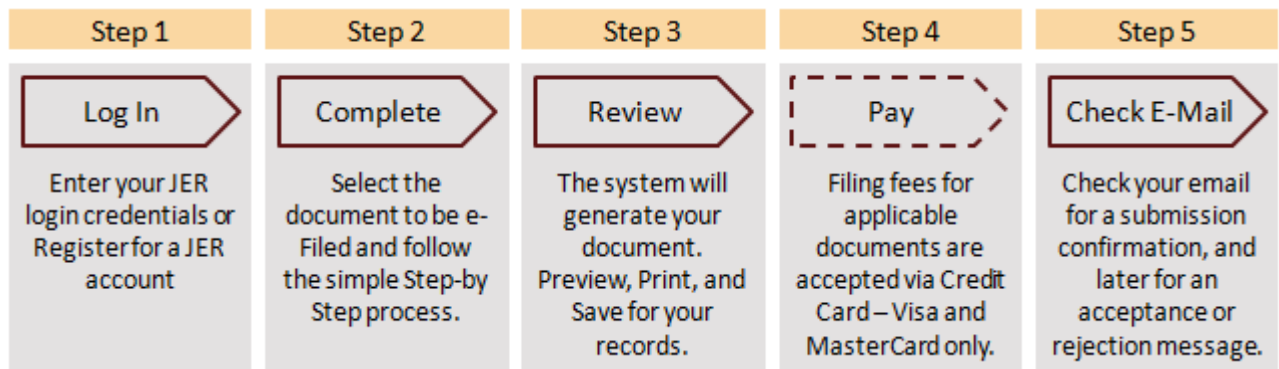 Step 1
Log In
Enter your JER
login credentials or
Register for a JER
account
Step 2
Complete
Select the
document to be e-
Filed and follow
the simple Step-by
Step process.
Step 3
Review
The system will
generate your
document.
Preview, Print, and
Save for your
records.
Step 4
Pay
Filing fees for
applicable
documents are
accepted via Credit
Card – Visa and
MasterCard only.
Step 5
Check E-Mail
Check your email
for a submission
confirmation, and
later for an
acceptance or
rejection message.